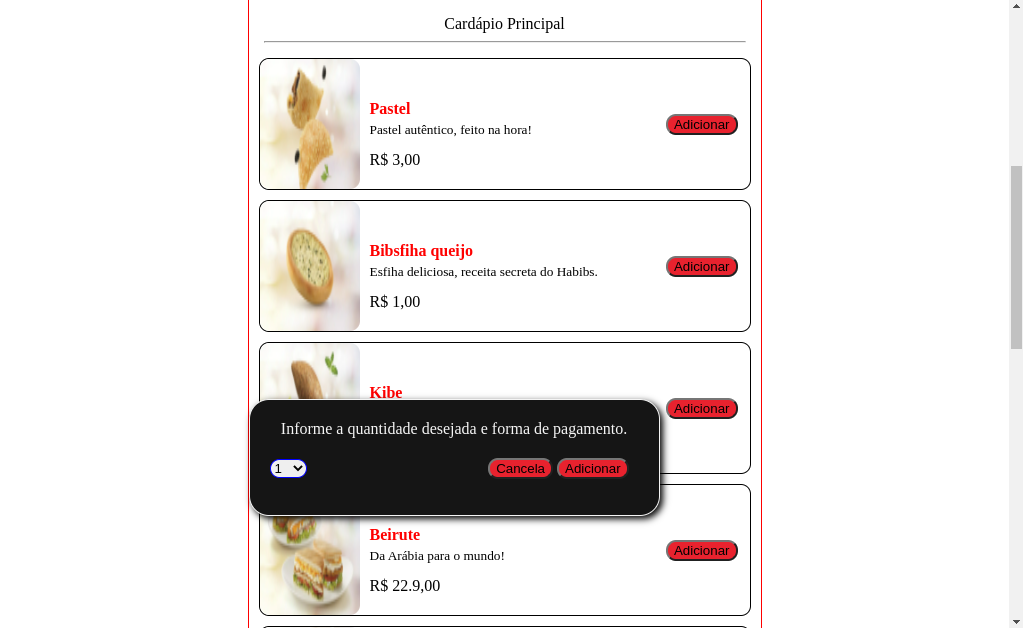 Cardápio Principal
Pastel
Pastel autêntico, feito na hora!
R$ 3,00
Adicionar
Bibsfiha queijo
Esfiha deliciosa, receita secreta do Habibs.
R$ 1,00
Adicionar
Kibe
Adicionar
Informe a quantidade desejada e forma de pagamento.
1
Cancela
Adicionar
Beirute
Da Arábia para o mundo!
R$ 22.9,00
Adicionar